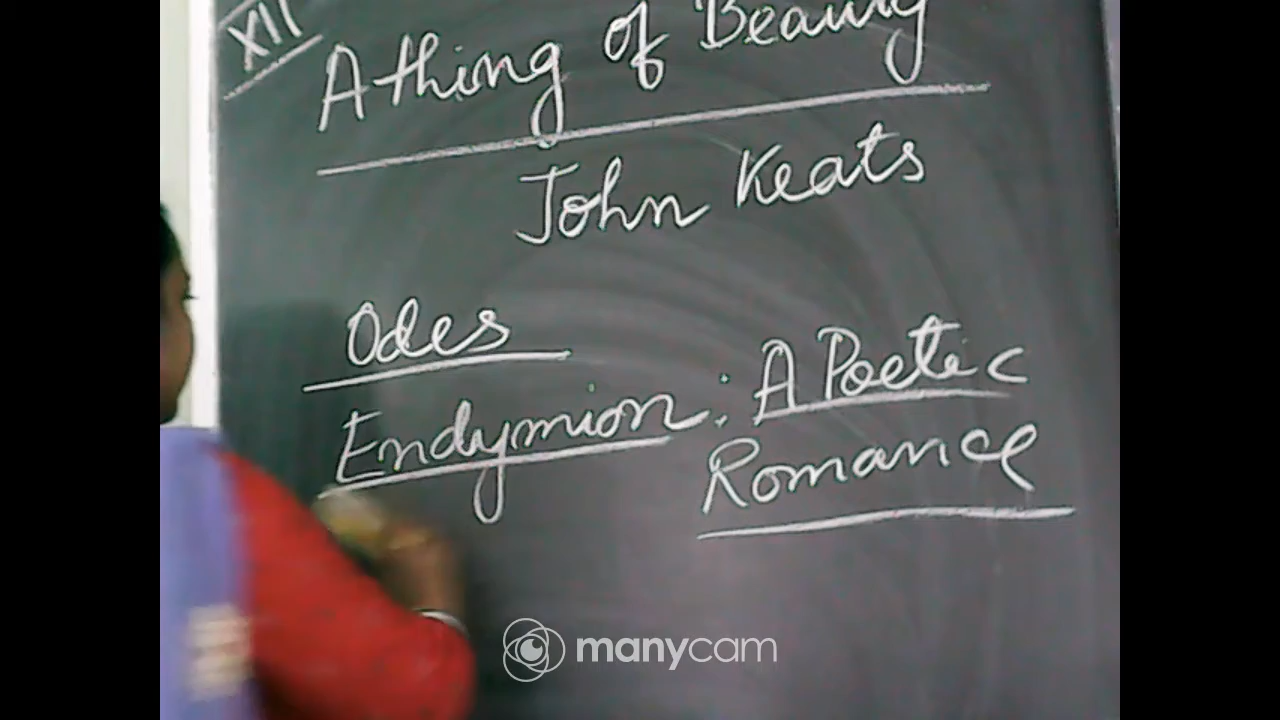 XII
A thing of Beauty
John Keats
Odes
Endymion : A Poetic
Romance
manycam